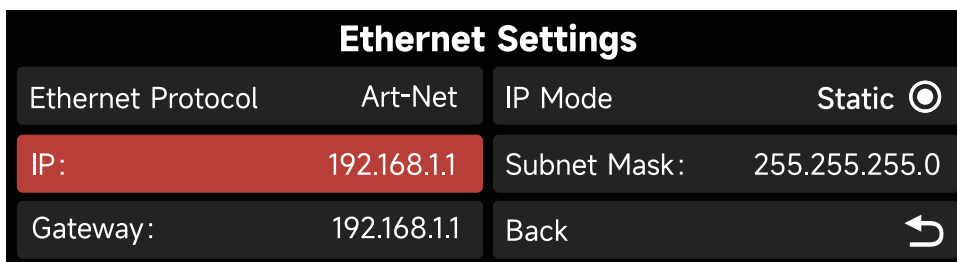 Ethernet Settings
Ethernet Protocol Art-Net IP Mode Static
IP: 192.168.1.1 Subnet Mask: 255.255.255.0
Gateway: 192.168.1.1 Back